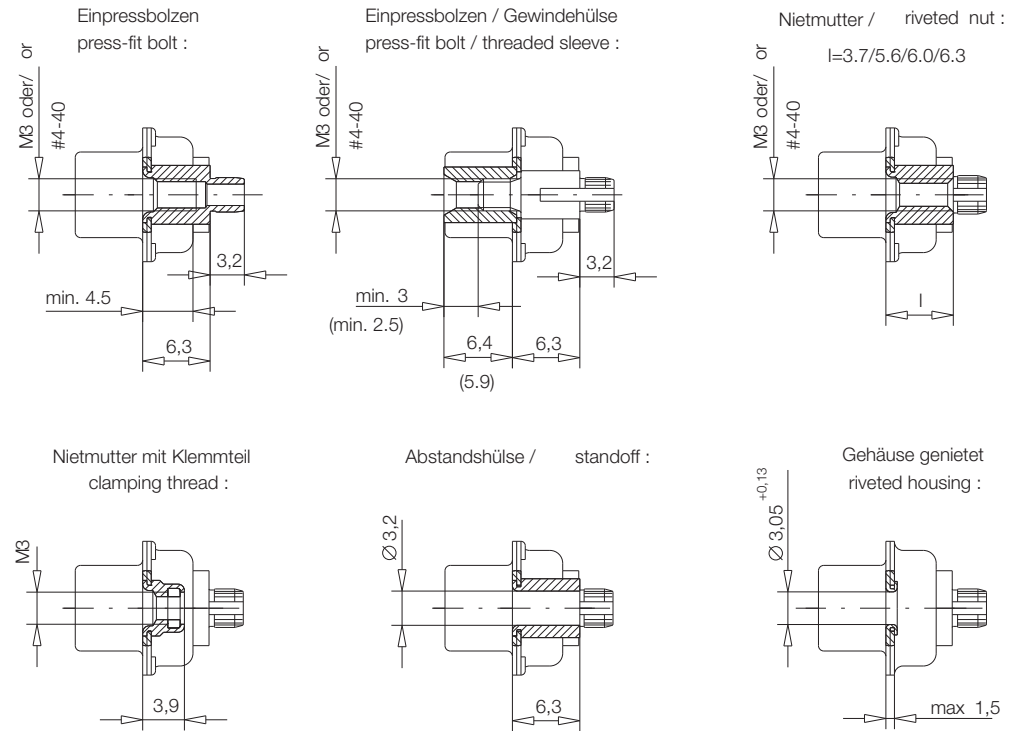 Einpressbolzen
press-fit bolt :
M3 oder/ or
#4-40
3,2
min. 4.5
6,3
Einpressbolzen / Gewindehülse
press-fit bolt / threaded sleeve :
M3 oder/ or
#4-40
3,2
min. 3
(min. 2.5)
6,4
6,3
(5.9)
Nietmutter / riveted nut :
l=3.7/5.6/6.0/6.3
M3 oder/ or
#4-40
l
Nietmutter mit Klemmteil
clamping thread :
M3
3,9
Abstandshülse / standoff :
Ø 3,2
6,3
Gehäuse genietet
riveted housing :
Ø 3,05 +0,13
max 1,5